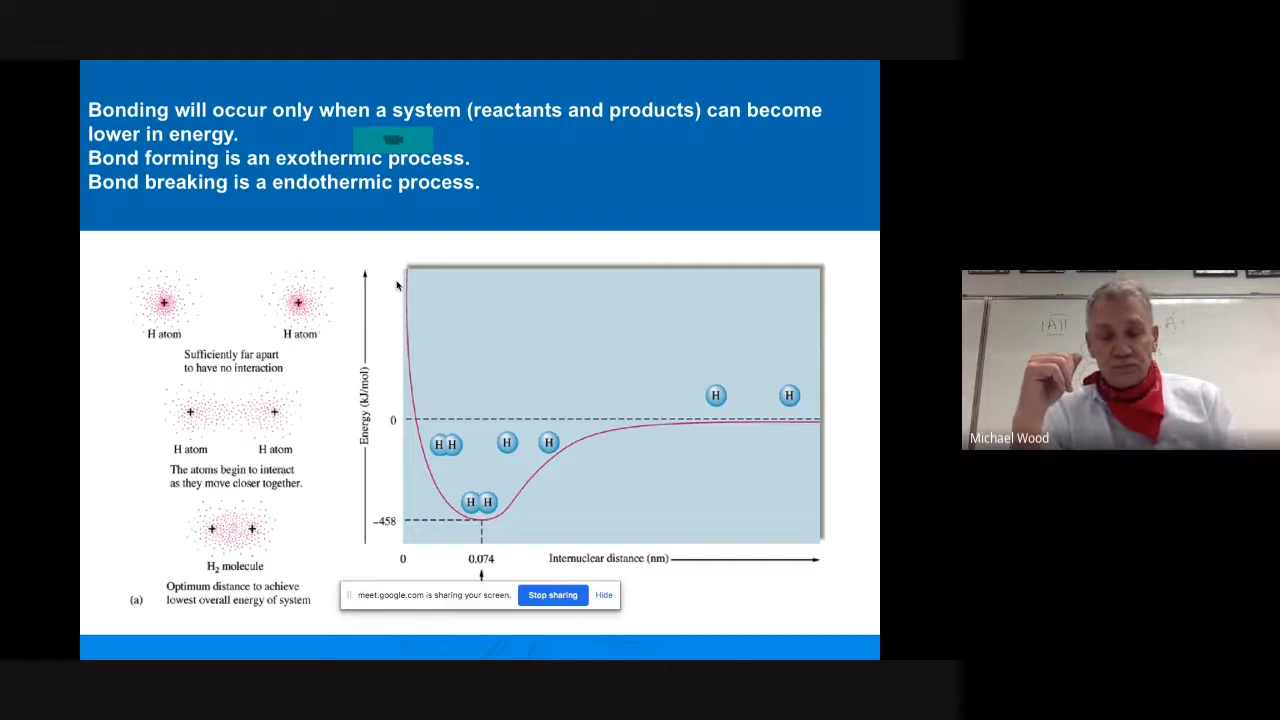 Bonding will occur only when a system (reactants and products) can become
lower in energy.
Bond forming is an exothermic process.
Bond breaking is a endothermic process.
+
+
H atom
H atom
Sufficiently far apart
to have no interaction
+
+
H atom
H atom
The atoms begin to interact
as they move closer together.
+
+
H₂ molecule
Optimum distance to achieve
(a) lowest overall energy of system
Energy (kJ/mol)
0
-458
H
H
H H
H
H
H H
0
0.074
Internuclear distance (nm)
meet.google.com is sharing your screen.
Stop sharing
Hide
|A||
A
Michael Wood